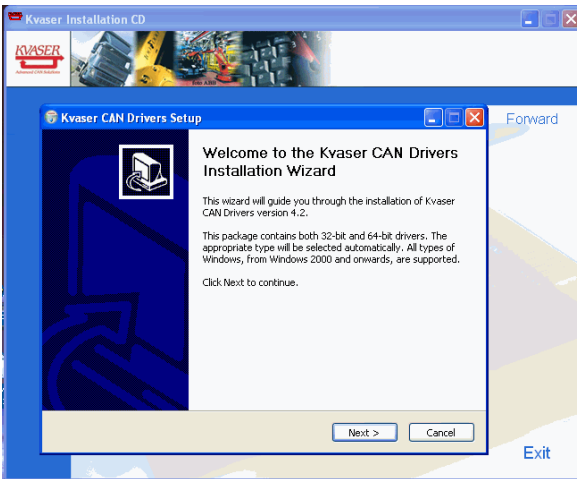 Kvaser Installation CD
KVASER
Advanced CAN Solutions
Forward
Kvaser CAN Drivers Setup
Welcome to the Kvaser CAN Drivers
Installation Wizard
This wizard will guide you through the installation of Kvaser
CAN Drivers version 4.2.
This package contains both 32-bit and 64-bit drivers. The
appropriate type will be selected automatically. All types of
Windows, from Windows 2000 and onwards, are supported.
Click Next to continue.
Next >
Cancel
Exit